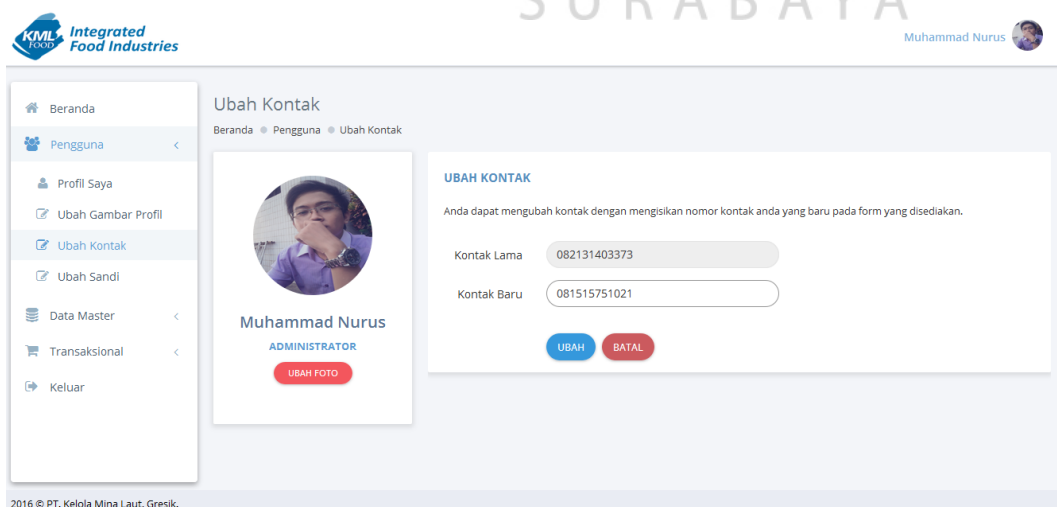 SURABAYA
KML FOOD Integrated Food Industries
Muhammad Nurus
Beranda
Pengguna
Profil Saya
Ubah Gambar Profil
Ubah Kontak
Ubah Sandi
Data Master
Transaksional
Keluar
Ubah Kontak
Beranda Pengguna Ubah Kontak
Muhammad Nurus
ADMINISTRATOR
UBAH FOTO
UBAH KONTAK
Anda dapat mengubah kontak dengan mengisikan nomor kontak anda yang baru pada form yang disediakan.
Kontak Lama 082131403373
Kontak Baru 081515751021
UBAH BATAL
2016 © PT. Kelola Mina Laut, Gresik.